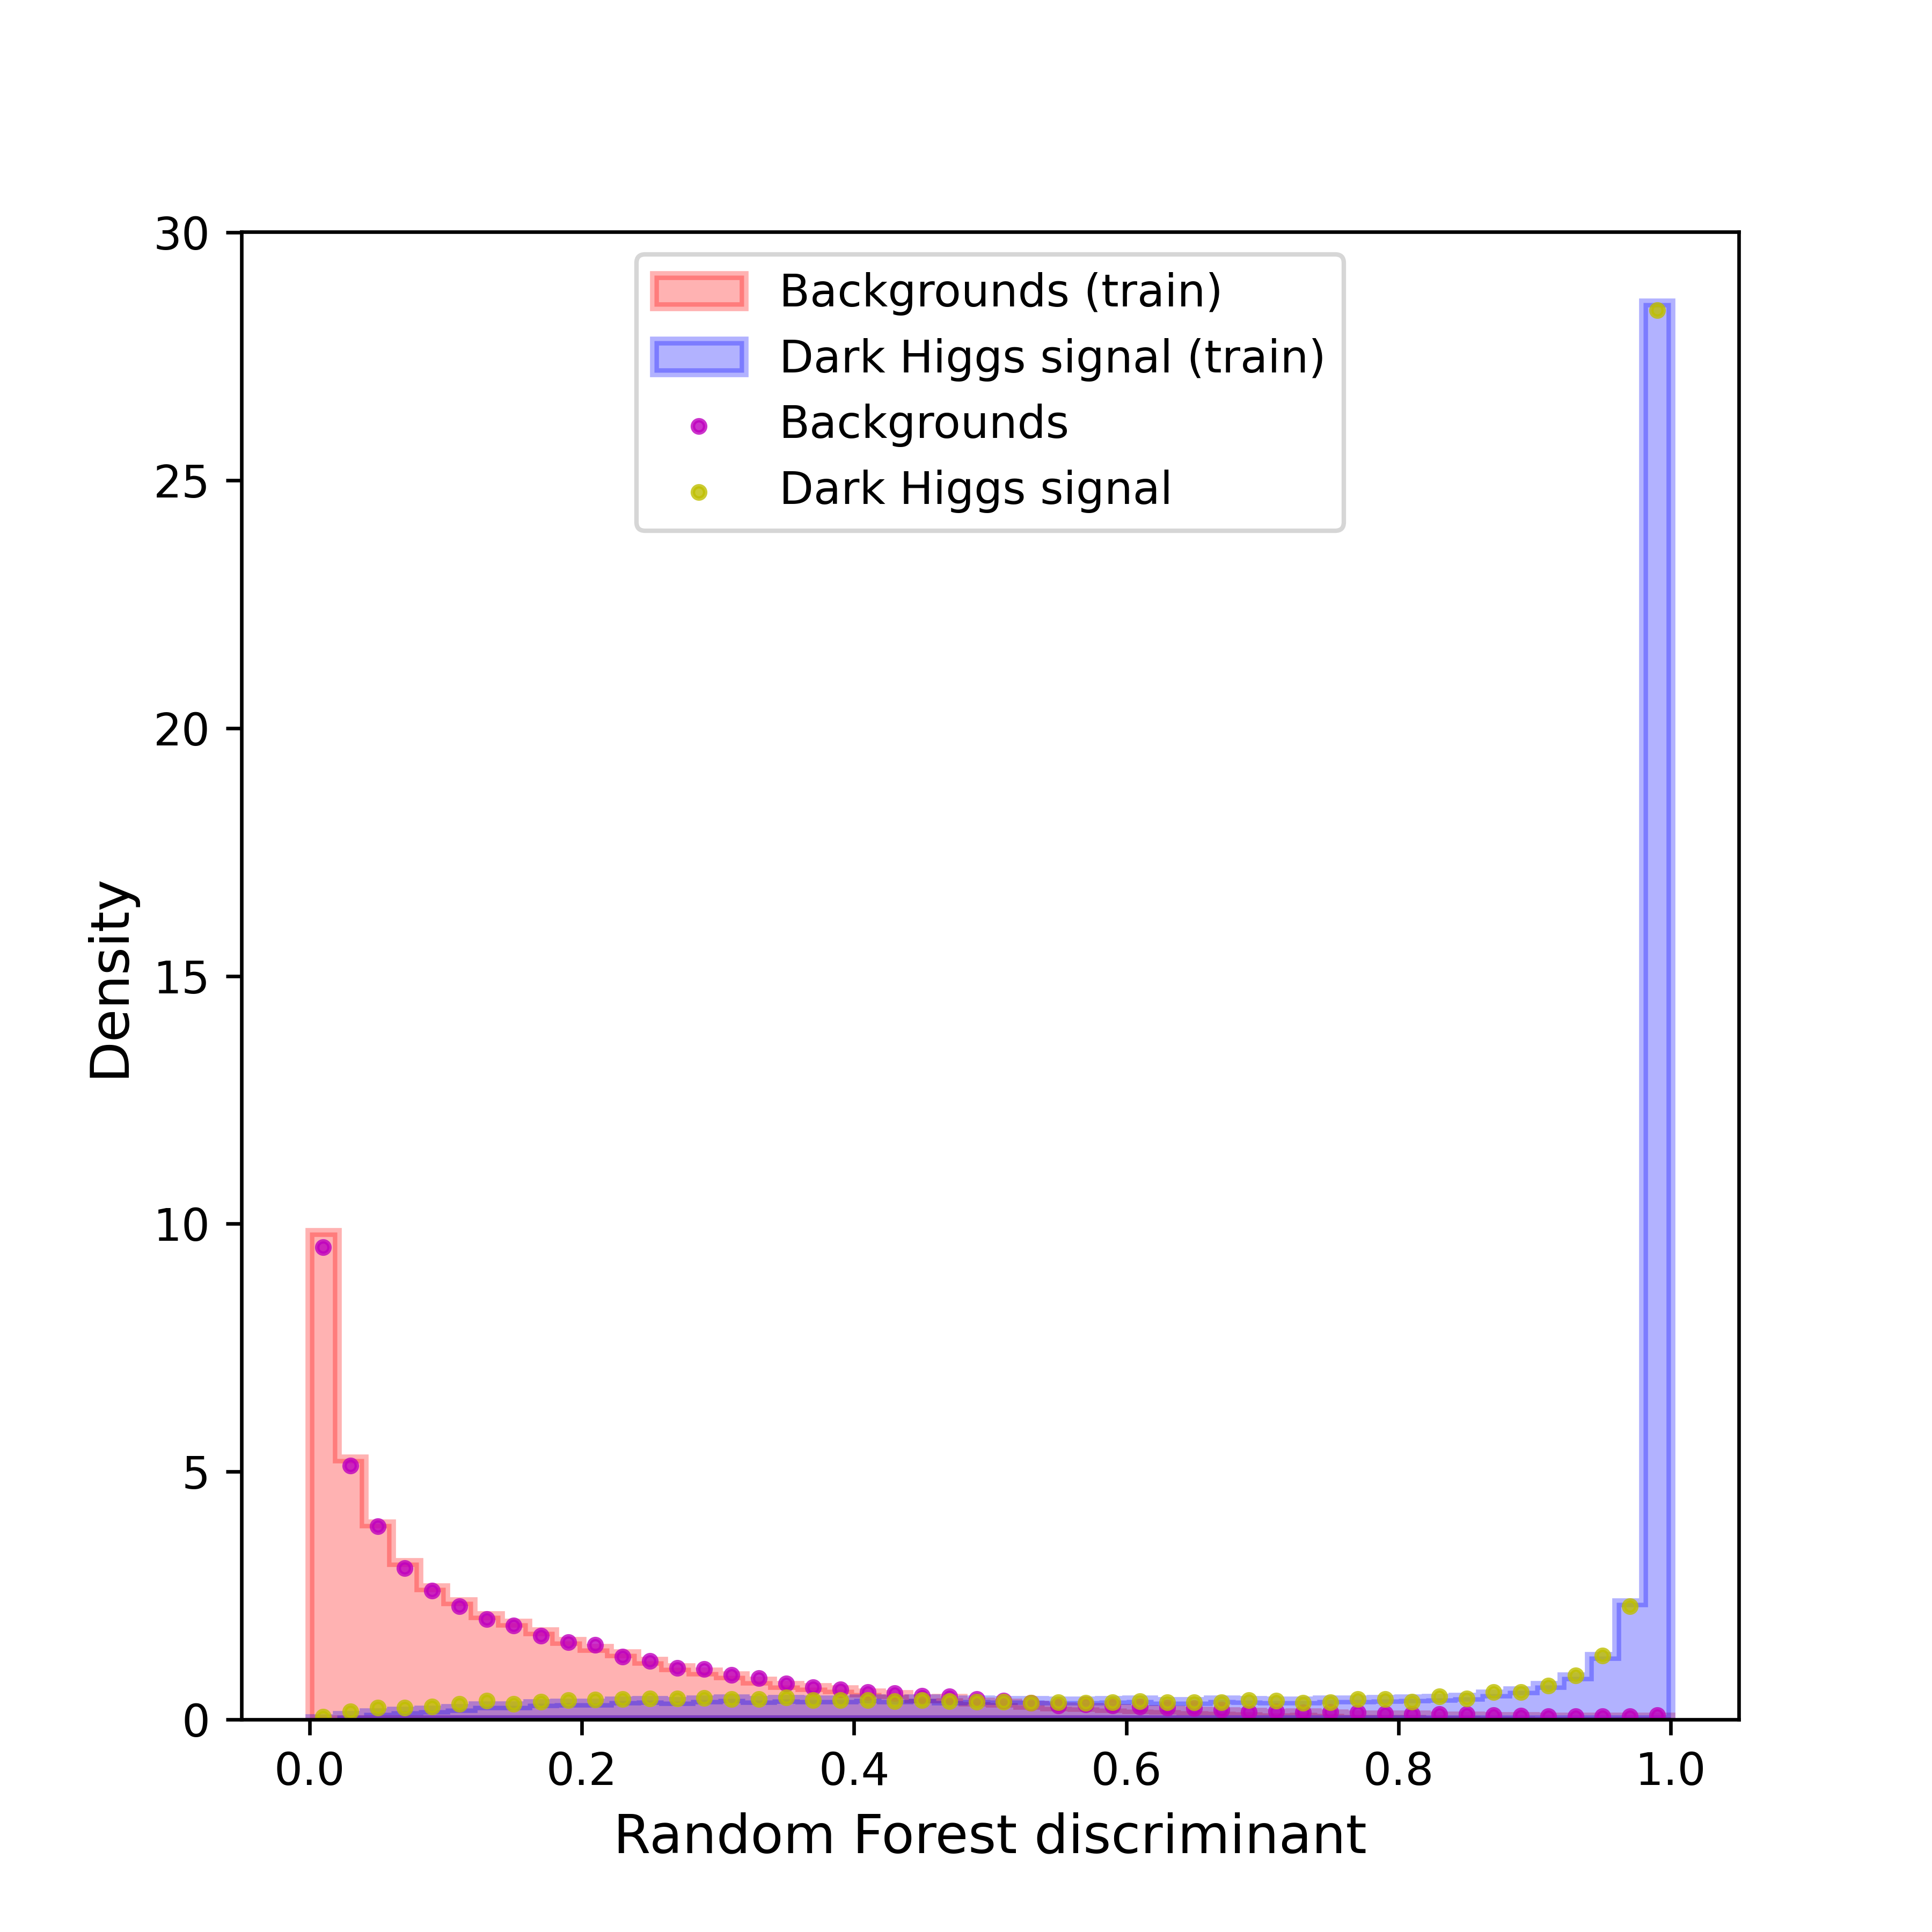 30
25
20
15
10
5
0
Density
Backgrounds (train)
Dark Higgs signal (train)
Backgrounds
Dark Higgs signal
0.0 0.2 0.4 0.6 0.8 1.0
Random Forest discriminant